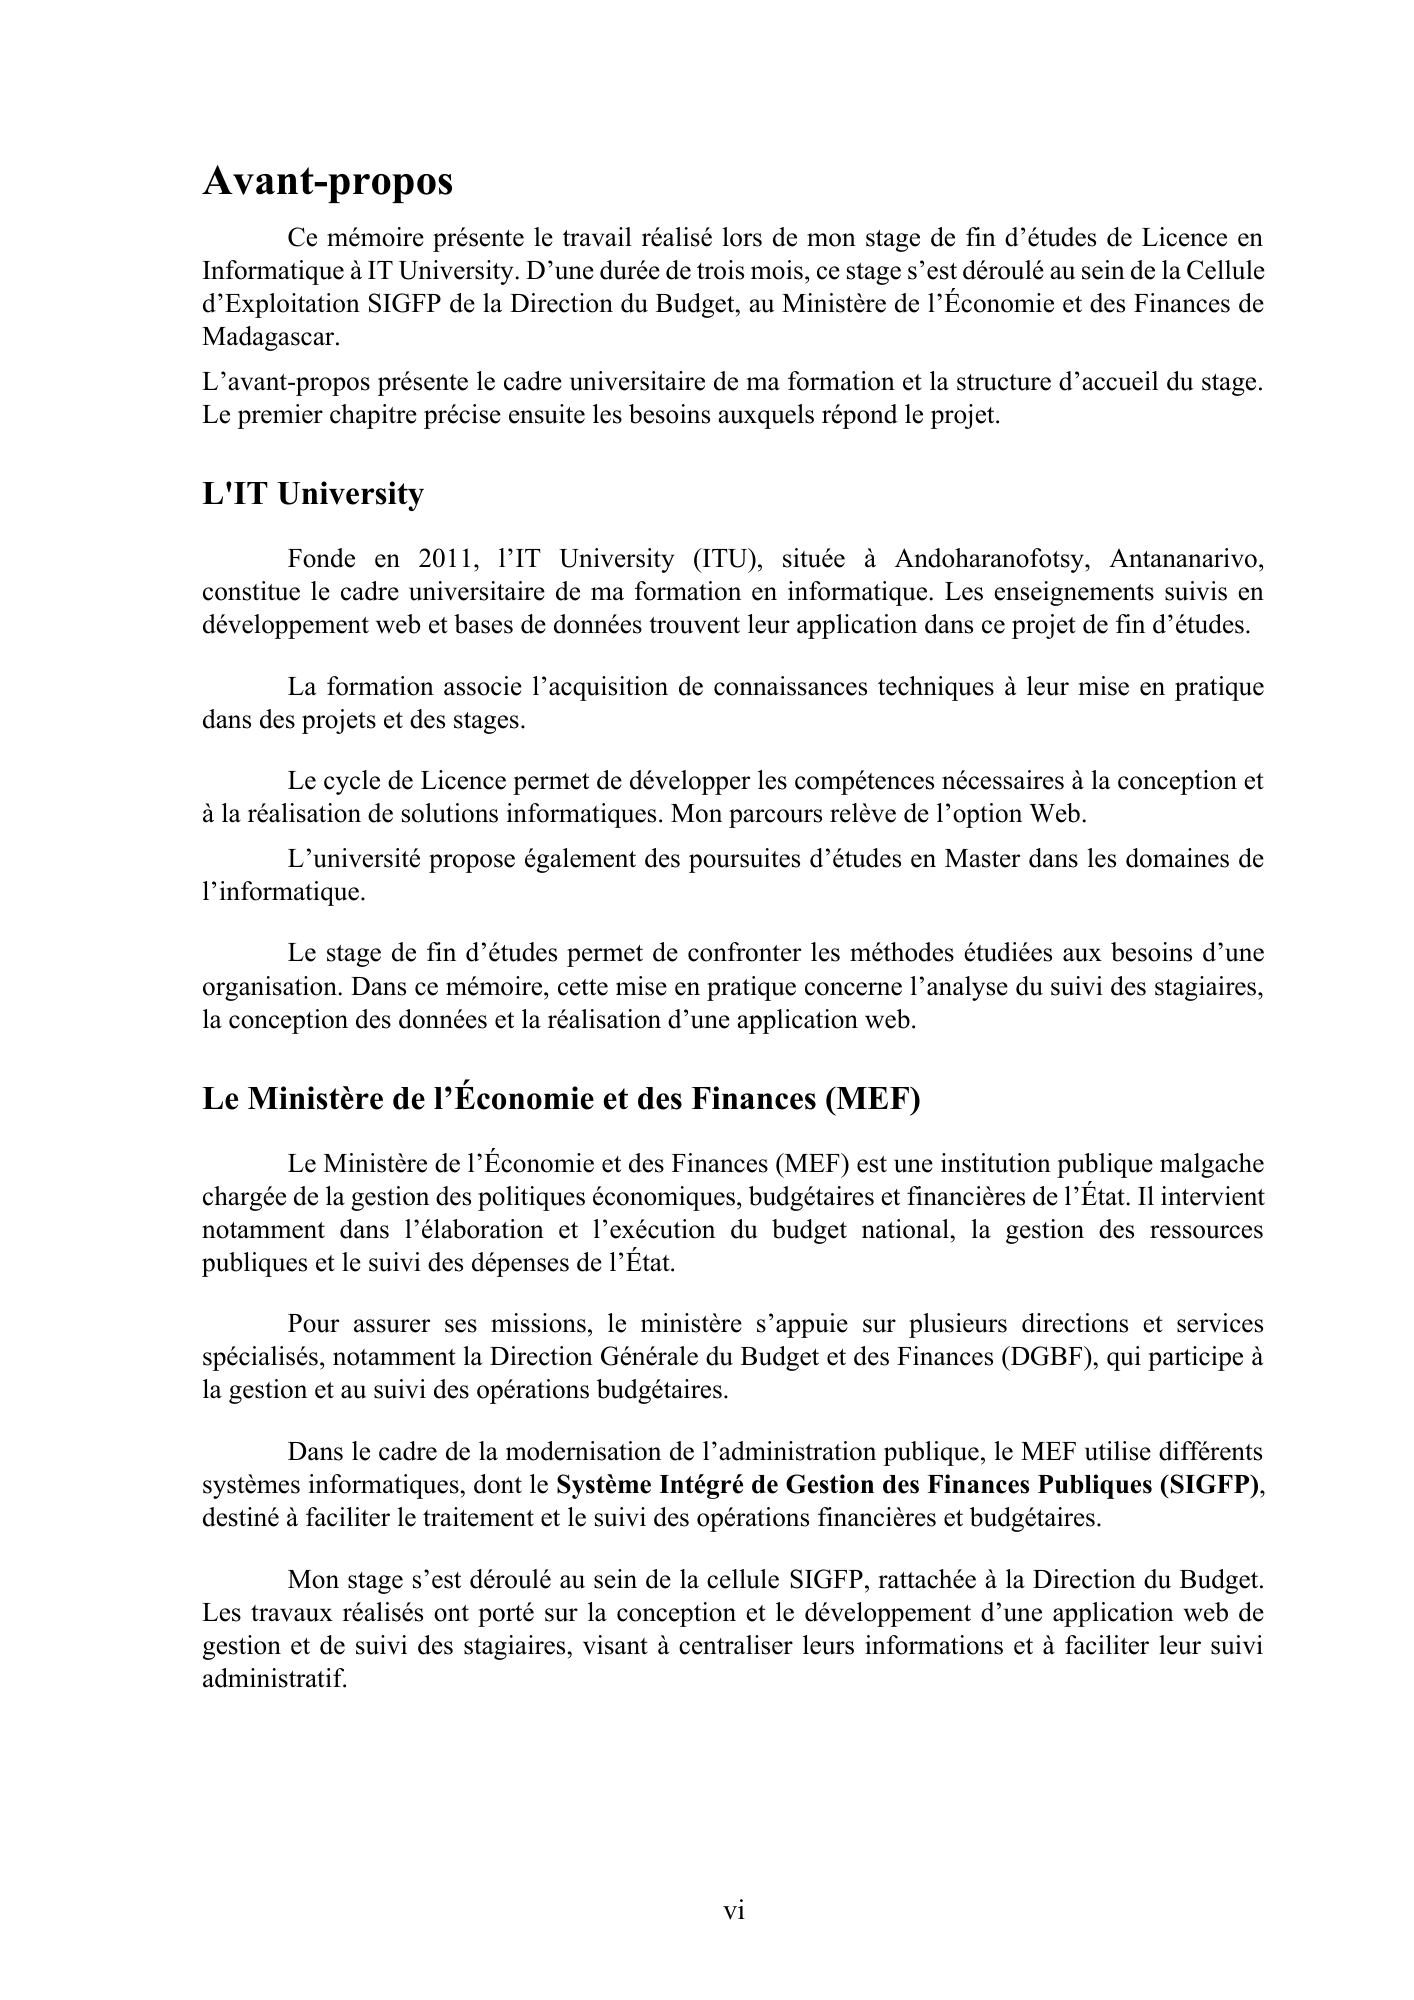 Avant-propos
Ce mémoire présente le travail réalisé lors de mon stage de fin d’études de Licence en
Informatique à IT University. D’une durée de trois mois, ce stage s’est déroulé au sein de la Cellule
d’Exploitation SIGFP de la Direction du Budget, au Ministère de l’Économie et des Finances de
Madagascar.
L’avant-propos présente le cadre universitaire de ma formation et la structure d’accueil du stage.
Le premier chapitre précise ensuite les besoins auxquels répond le projet.
L'IT University
Fonde en 2011, l’IT University (ITU), située à Andoharanofotsy, Antananarivo,
constitue le cadre universitaire de ma formation en informatique. Les enseignements suivis en
développement web et bases de données trouvent leur application dans ce projet de fin d’études.
La formation associe l’acquisition de connaissances techniques à leur mise en pratique
dans des projets et des stages.
Le cycle de Licence permet de développer les compétences nécessaires à la conception et
à la réalisation de solutions informatiques. Mon parcours relève de l’option Web.
L’université propose également des poursuites d’études en Master dans les domaines de
l’informatique.
Le stage de fin d’études permet de confronter les méthodes étudiées aux besoins d’une
organisation. Dans ce mémoire, cette mise en pratique concerne l’analyse du suivi des stagiaires,
la conception des données et la réalisation d’une application web.
Le Ministère de l’Économie et des Finances (MEF)
Le Ministère de l’Économie et des Finances (MEF) est une institution publique malgache
chargée de la gestion des politiques économiques, budgétaires et financières de l’État. Il intervient
notamment dans l’élaboration et l’exécution du budget national, la gestion des ressources
publiques et le suivi des dépenses de l’État.
Pour assurer ses missions, le ministère s’appuie sur plusieurs directions et services
spécialisés, notamment la Direction Générale du Budget et des Finances (DGBF), qui participe à
la gestion et au suivi des opérations budgétaires.
Dans le cadre de la modernisation de l’administration publique, le MEF utilise différents
systèmes informatiques, dont le Système Intégré de Gestion des Finances Publiques (SIGFP),
destiné à faciliter le traitement et le suivi des opérations financières et budgétaires.
Mon stage s’est déroulé au sein de la cellule SIGFP, rattachée à la Direction du Budget.
Les travaux réalisés ont porté sur la conception et le développement d’une application web de
gestion et de suivi des stagiaires, visant à centraliser leurs informations et à faciliter leur suivi
administratif.
vi